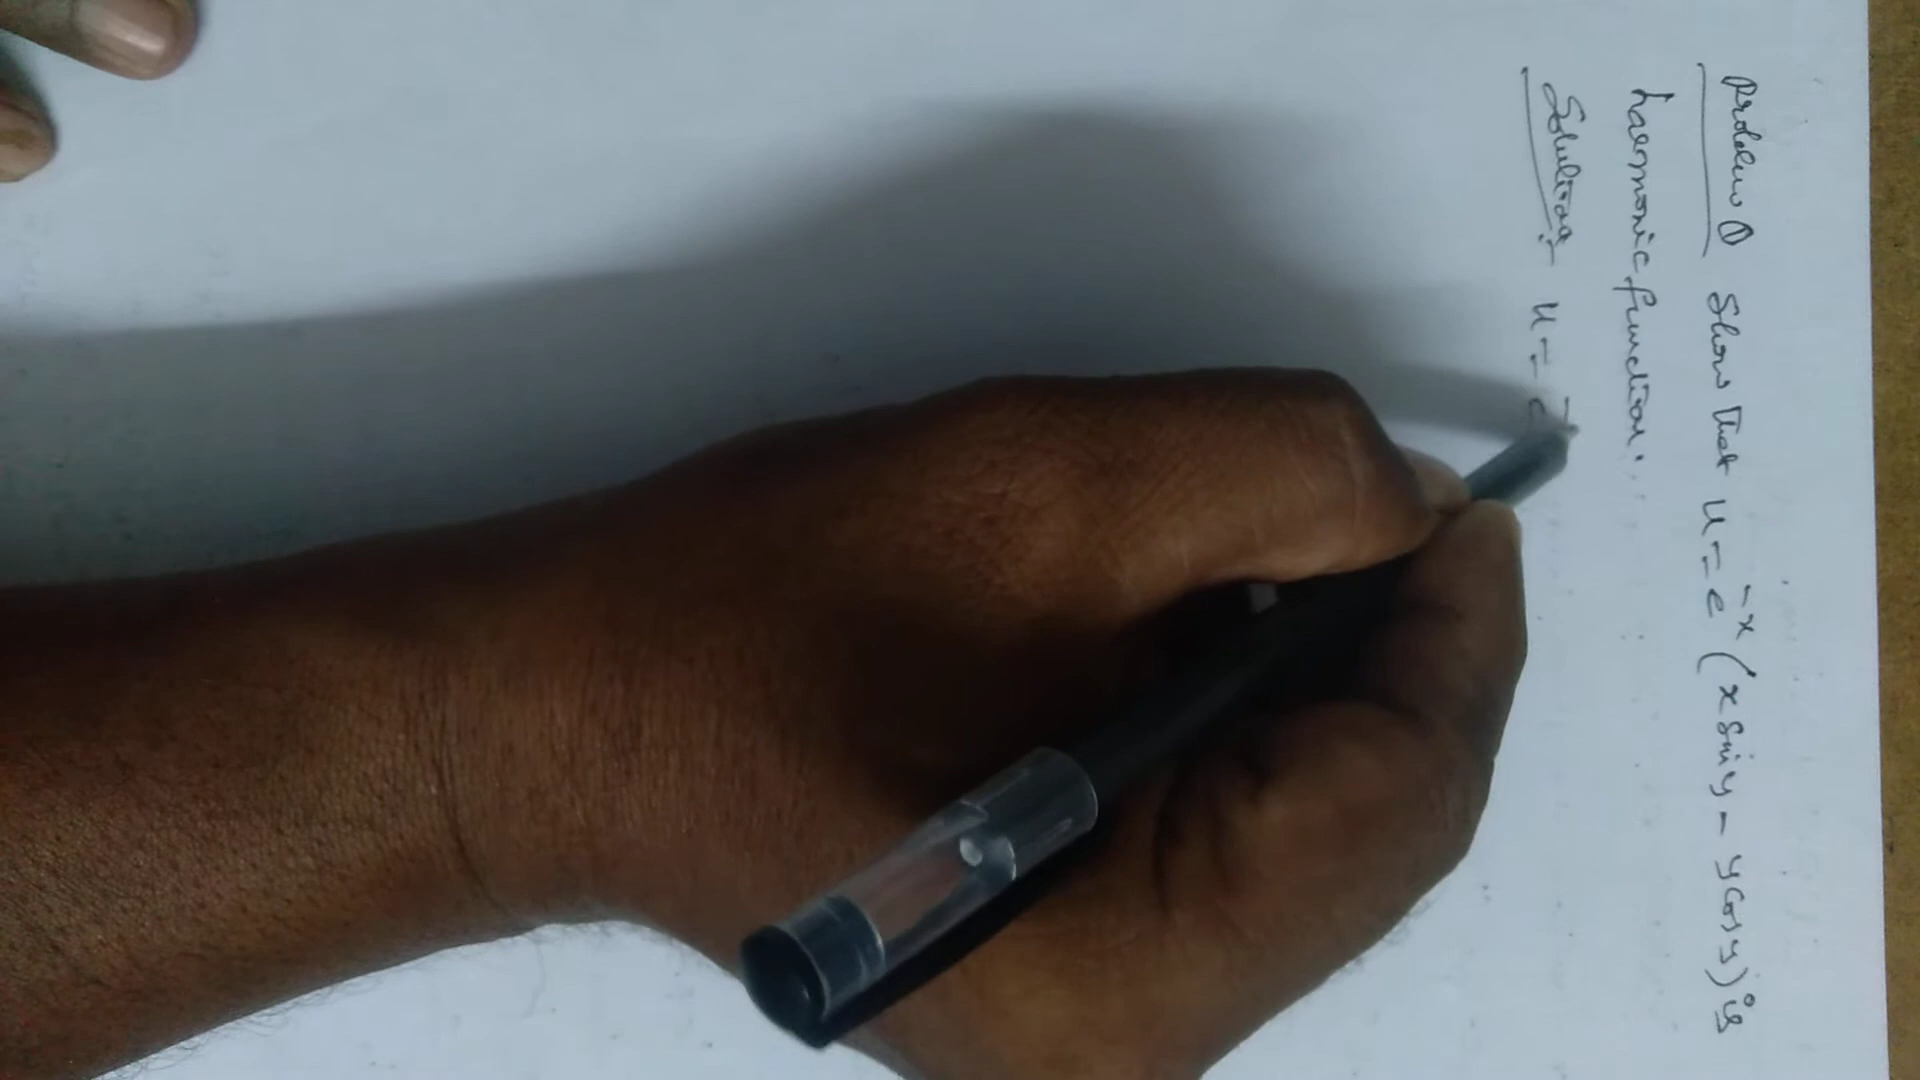 Problem ① Show that u = e^-x (x sin y - y cos y) is
harmonic function.
Solution:- u = e^-